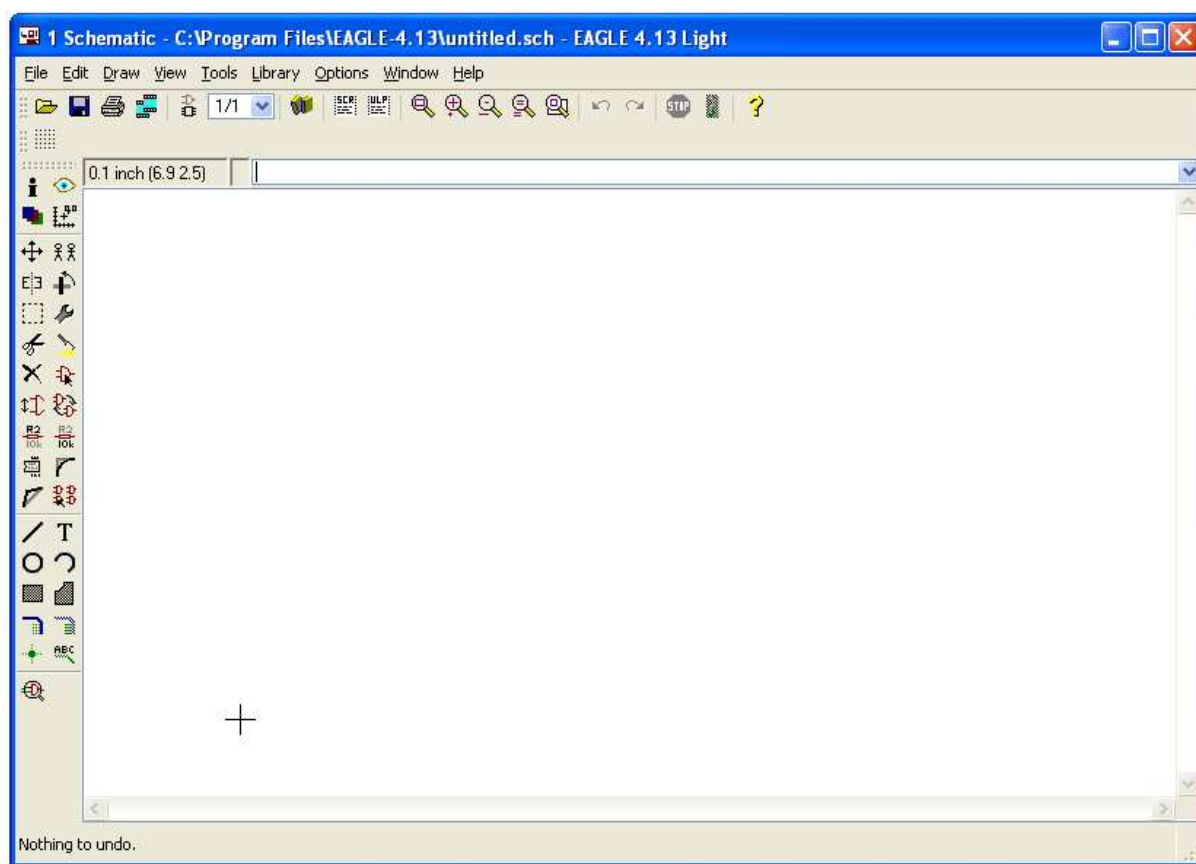 1 Schematic - C:\Program Files\EAGLE-4.13\untitled.sch - EAGLE 4.13 Light
File Edit Draw View Tools Library Options Window Help
1/1 SCR ULP STOP ?
0.1 inch (6.9 2.5)
i
R2 R2
10k 10k
T
ABC
Nothing to undo.